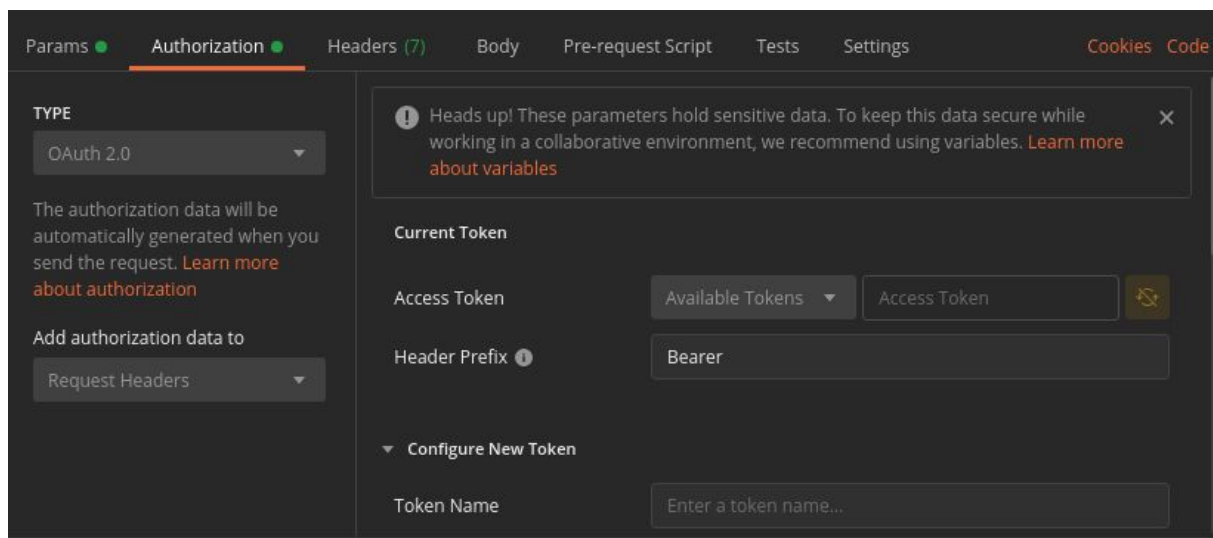 Params Authorization Headers (7) Body Pre-request Script Tests Settings Cookies Code
TYPE
OAuth 2.0
The authorization data will be
automatically generated when you
send the request. Learn more
about authorization
Add authorization data to
Request Headers
Heads up! These parameters hold sensitive data. To keep this data secure while
working in a collaborative environment, we recommend using variables. Learn more
about variables
Current Token
Access Token Available Tokens Access Token
Header Prefix Bearer
Configure New Token
Token Name Enter a token name...